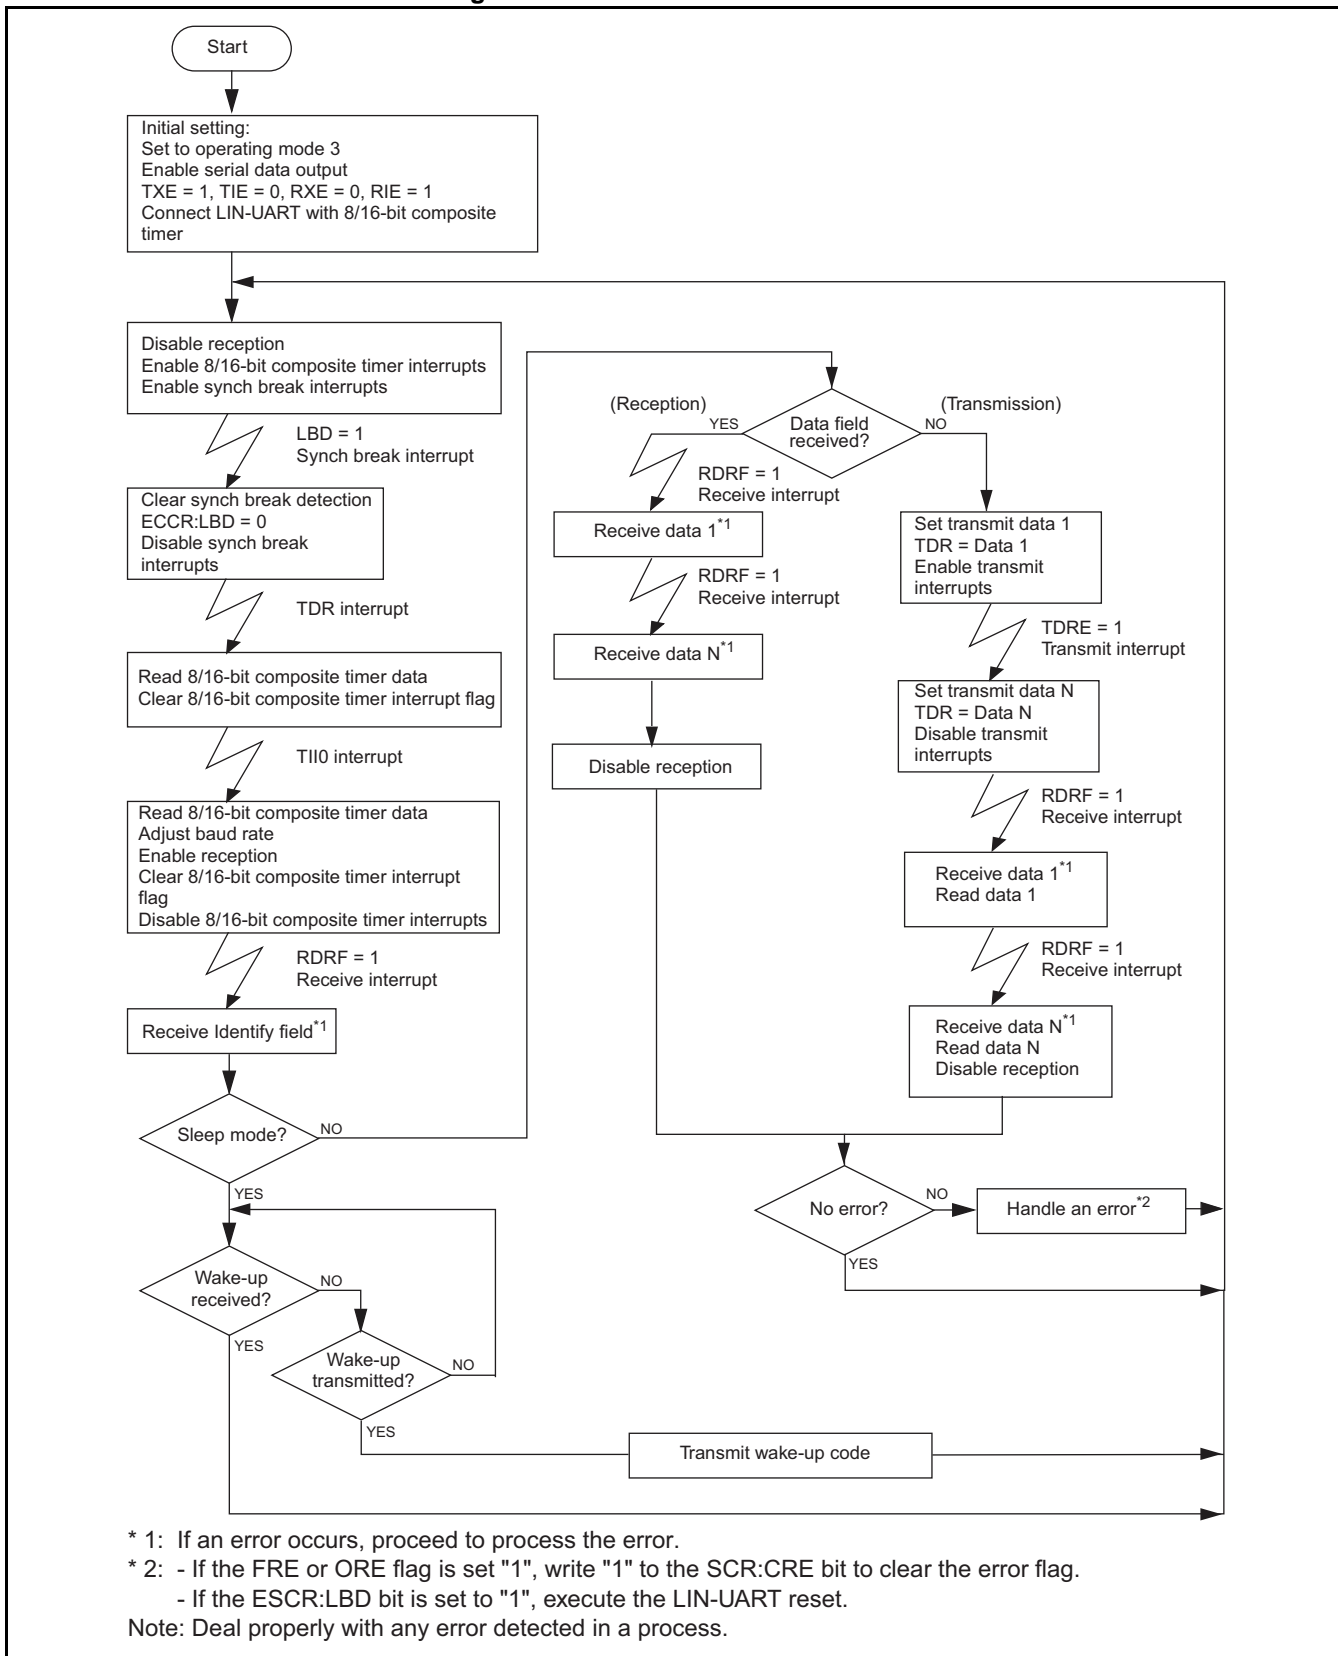 Start
Initial setting:
Set to operating mode 3
Enable serial data output
TXE = 1, TIE = 0, RXE = 0, RIE = 1
Connect LIN-UART with 8/16-bit composite
timer
Disable reception
Enable 8/16-bit composite timer interrupts
Enable synch break interrupts
LBD = 1
Synch break interrupt
Clear synch break detection
ECCR:LBD = 0
Disable synch break
interrupts
TDR interrupt
Read 8/16-bit composite timer data
Clear 8/16-bit composite timer interrupt flag
TII0 interrupt
Read 8/16-bit composite timer data
Adjust baud rate
Enable reception
Clear 8/16-bit composite timer interrupt
flag
Disable 8/16-bit composite timer interrupts
RDRF = 1
Receive interrupt
Receive Identify field*1
Sleep mode?
NO
YES
Wake-up
received?
NO
YES
Wake-up
transmitted?
NO
YES
Transmit wake-up code
Data field
received?
(Reception)
YES
(Transmission)
NO
RDRF = 1
Receive interrupt
Receive data 1*1
RDRF = 1
Receive interrupt
Receive data N*1
Disable reception
Set transmit data 1
TDR = Data 1
Enable transmit
interrupts
TDRE = 1
Transmit interrupt
Set transmit data N
TDR = Data N
Disable transmit
interrupts
RDRF = 1
Receive interrupt
Receive data 1*1
Read data 1
RDRF = 1
Receive interrupt
Receive data N*1
Read data N
Disable reception
No error?
NO
Handle an error*2
YES
* 1: If an error occurs, proceed to process the error.
* 2: - If the FRE or ORE flag is set "1", write "1" to the SCR:CRE bit to clear the error flag.
- If the ESCR:LBD bit is set to "1", execute the LIN-UART reset.
Note: Deal properly with any error detected in a process.